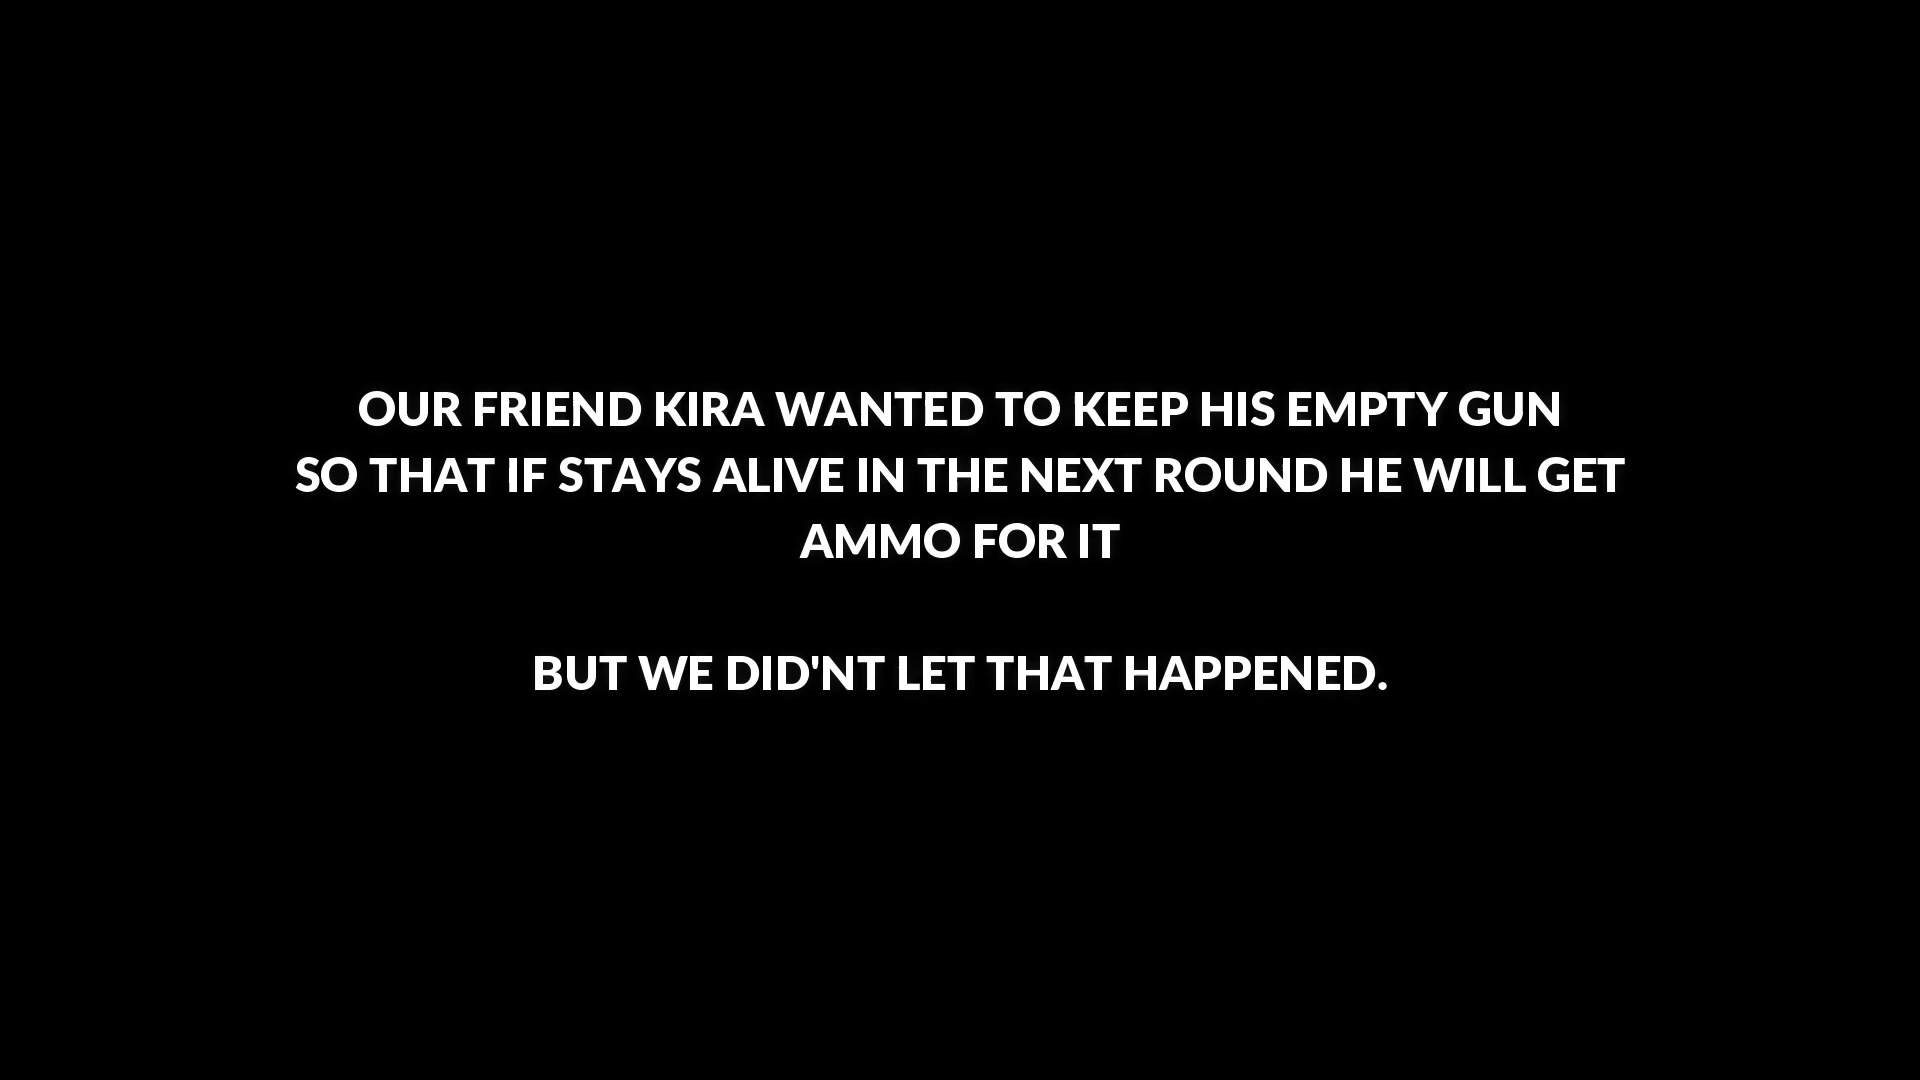 OUR FRIEND KIRA WANTED TO KEEP HIS EMPTY GUN
SO THAT IF STAYS ALIVE IN THE NEXT ROUND HE WILL GET
AMMO FOR IT
BUT WE DID'NT LET THAT HAPPENED.